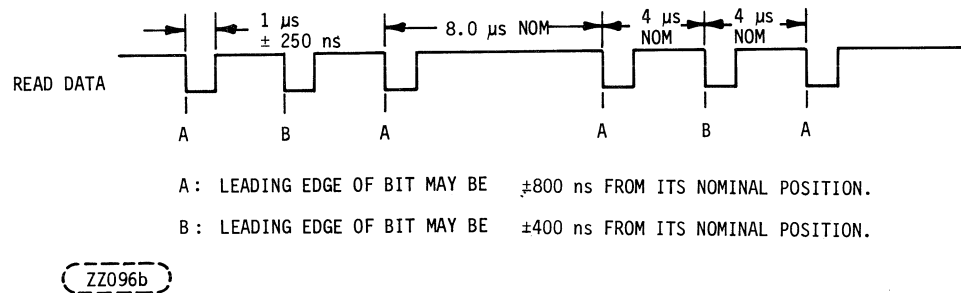 1 μs
± 250 ns
8.0 μs NOM
4 μs
NOM
4 μs
NOM
READ DATA
A B A A B A
A: LEADING EDGE OF BIT MAY BE ±800 ns FROM ITS NOMINAL POSITION.
B: LEADING EDGE OF BIT MAY BE ±400 ns FROM ITS NOMINAL POSITION.
ZZ096b